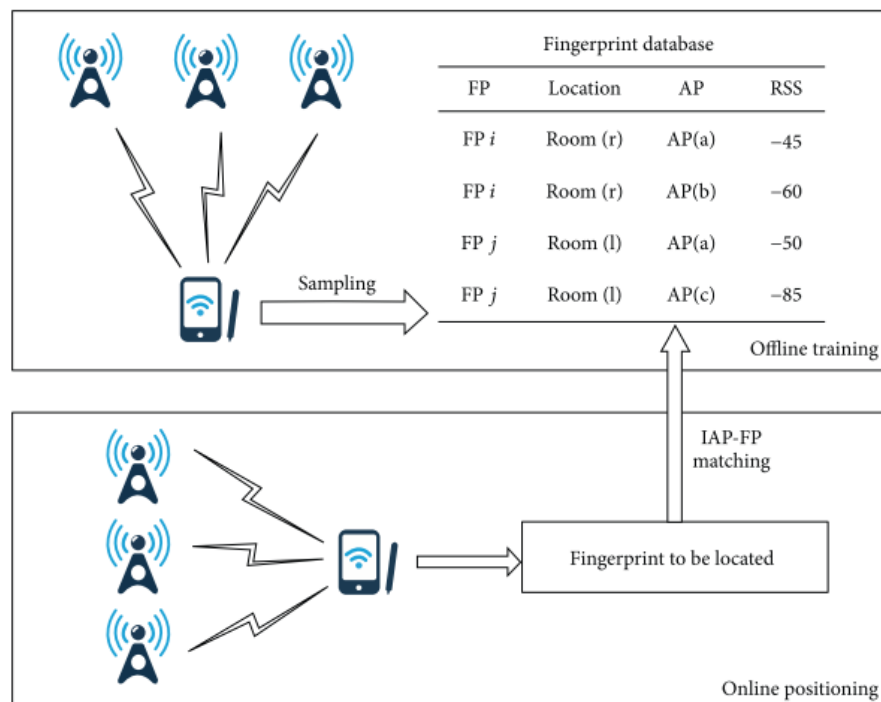 Fingerprint database
FP Location AP RSS
FP i Room (r) AP(a) −45
FP i Room (r) AP(b) −60
FP j Room (l) AP(a) −50
FP j Room (l) AP(c) −85
Sampling
Offline training
IAP-FP
matching
Fingerprint to be located
Online positioning